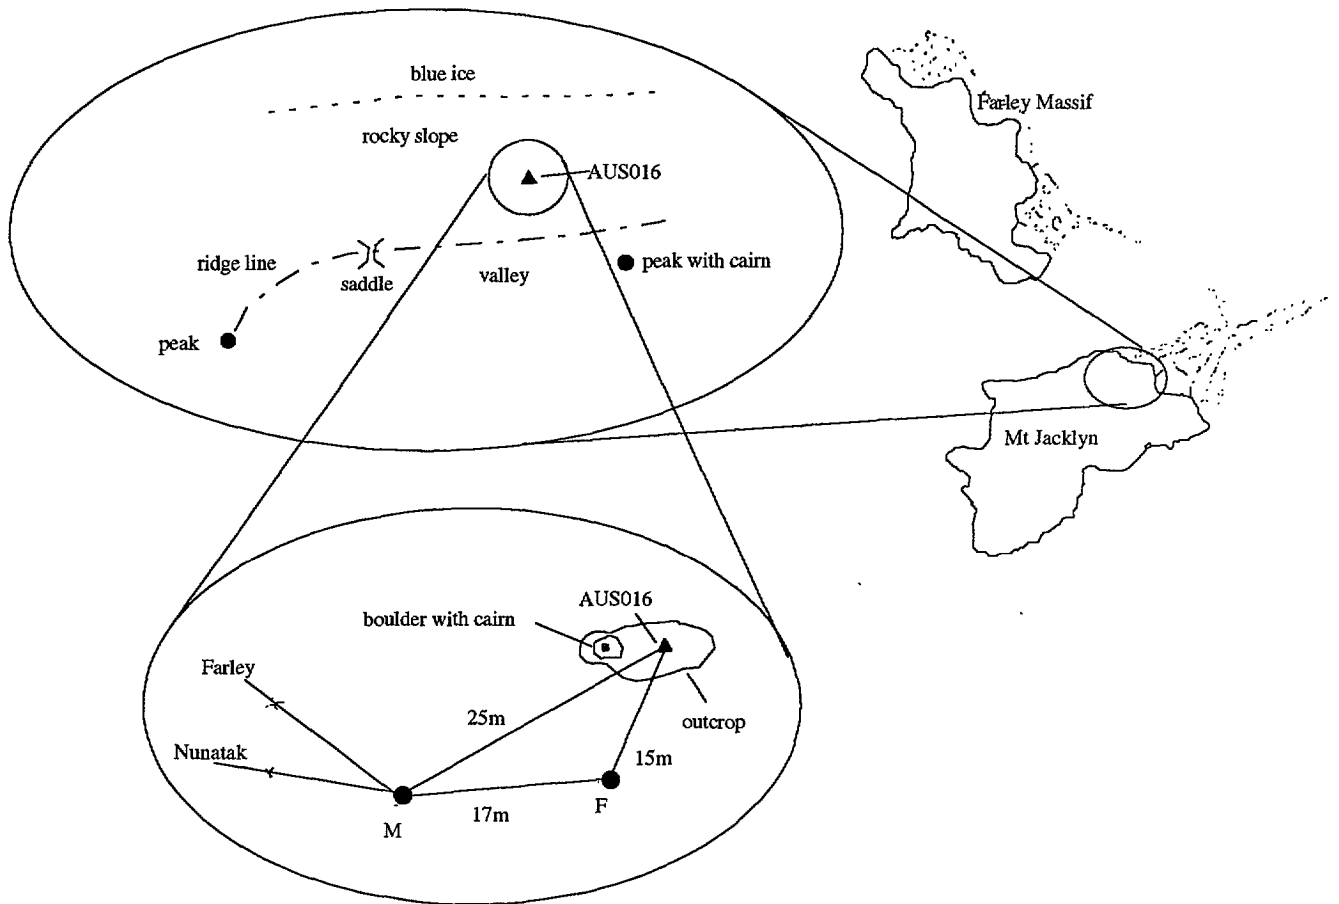 blue ice
Farley Massif
rocky slope
AUS016
ridge line
saddle
valley
peak with cairn
peak
Mt Jacklyn
AUS016
boulder with cairn
Farley
25m
outcrop
Nunatak
15m
17m
F
M